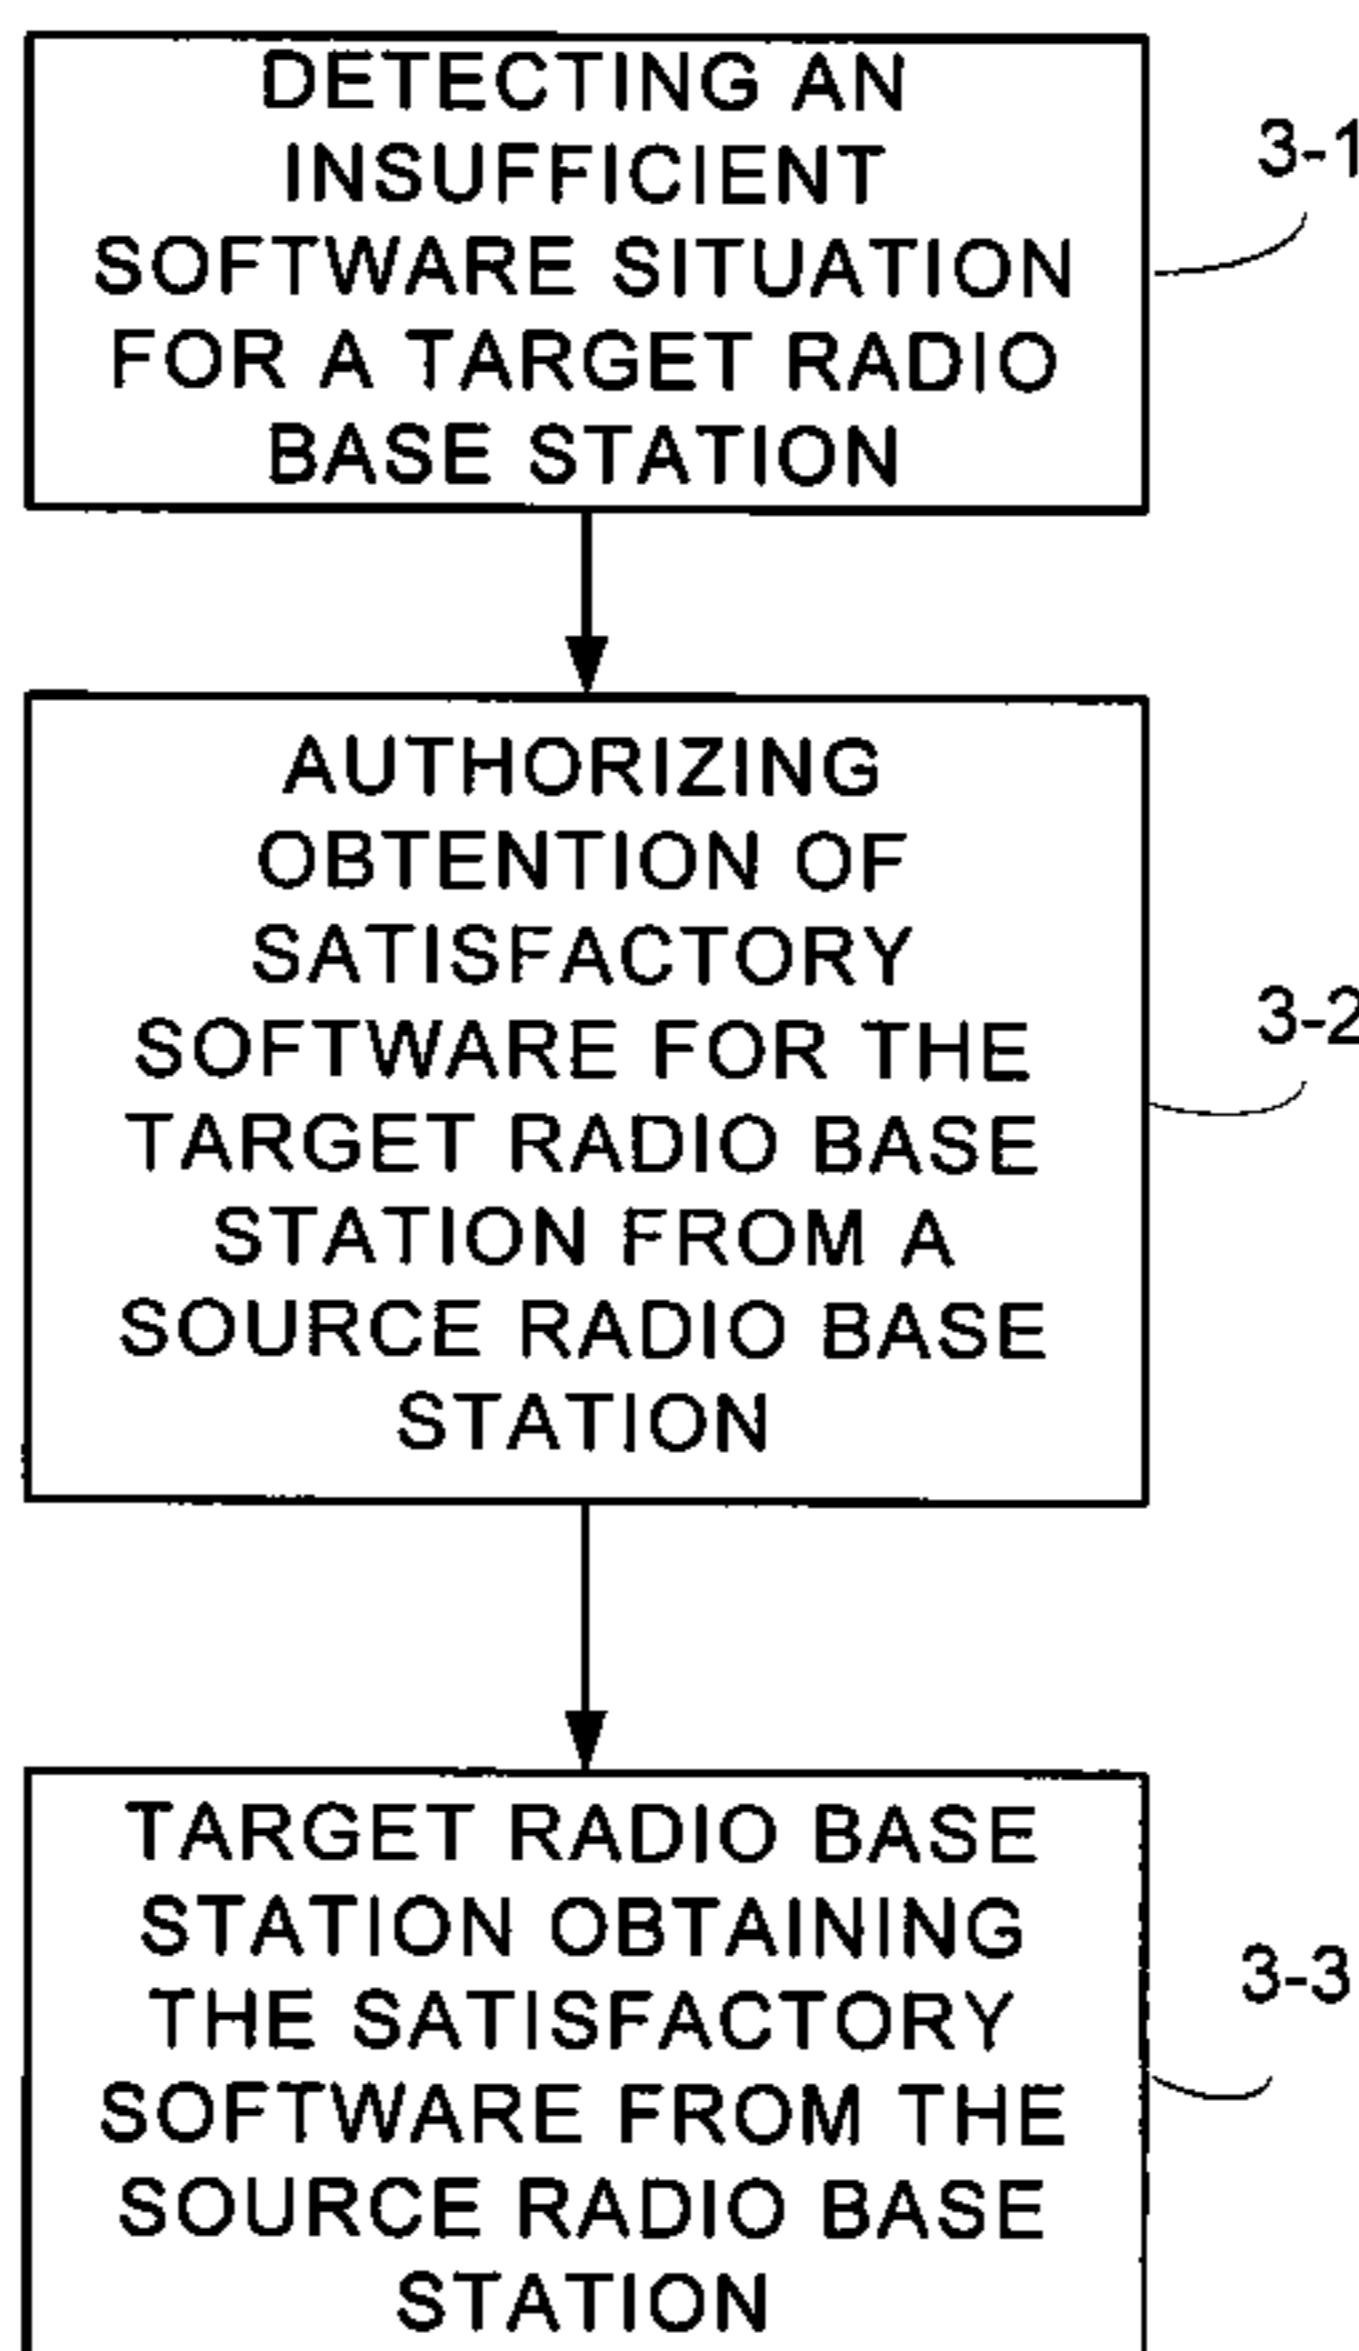 DETECTING AN
INSUFFICIENT
SOFTWARE SITUATION
FOR A TARGET RADIO
BASE STATION
3-1
AUTHORIZING
OBTENTION OF
SATISFACTORY
SOFTWARE FOR THE
TARGET RADIO BASE
STATION FROM A
SOURCE RADIO BASE
STATION
3-2
TARGET RADIO BASE
STATION OBTAINING
THE SATISFACTORY
SOFTWARE FROM THE
SOURCE RADIO BASE
STATION
3-3